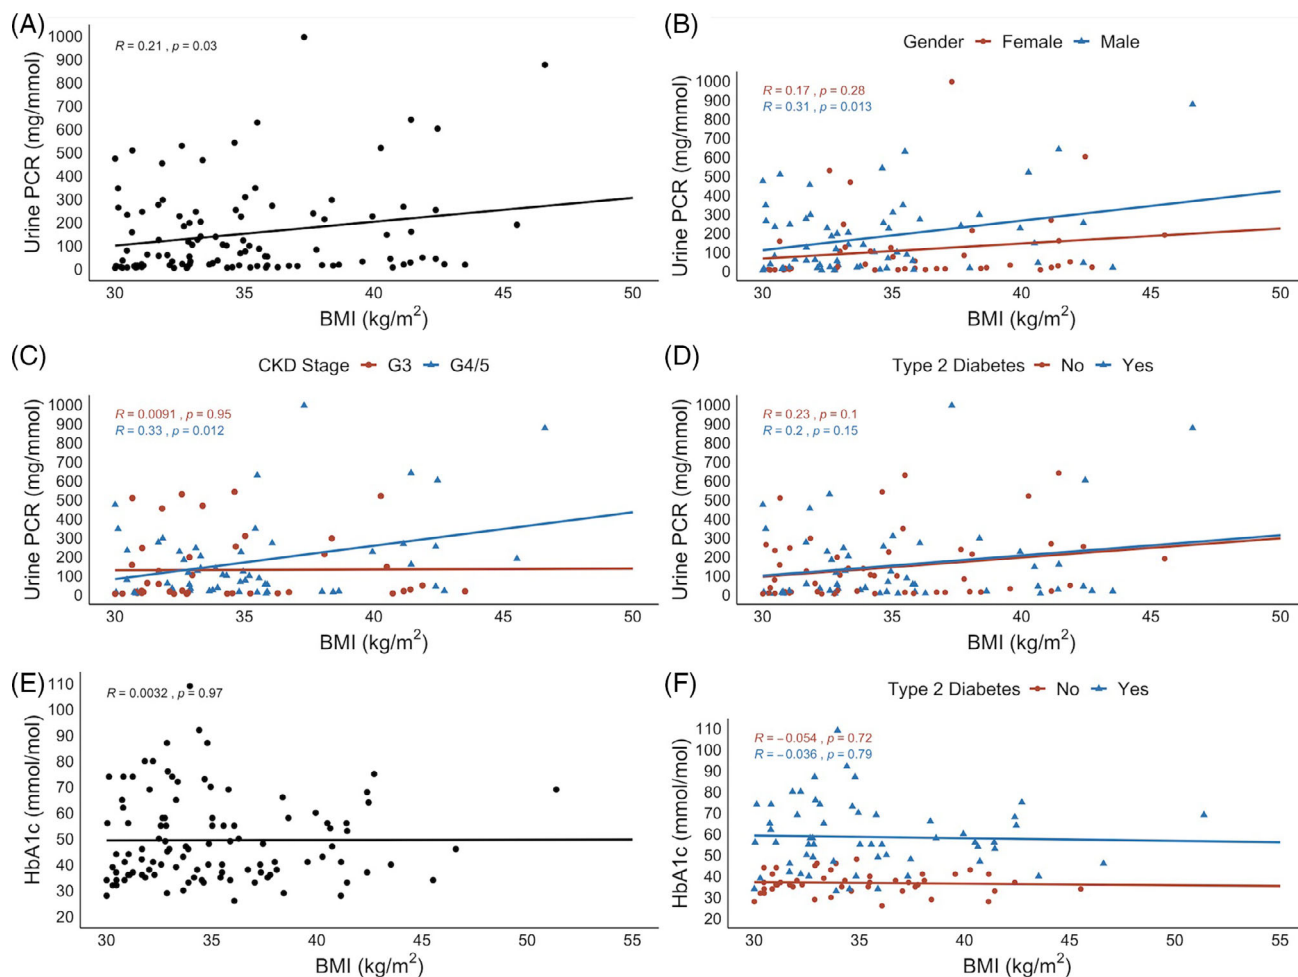 (A)
R = 0.21 , p = 0.03
1000
900
800
700
600
500
400
300
200
100
0
Urine PCR (mg/mmol)
30 35 40 45 50
BMI (kg/m²)
(B)
Gender Female Male
R = 0.17 , p = 0.28
R = 0.31 , p = 0.013
1000
900
800
700
600
500
400
300
200
100
0
Urine PCR (mg/mmol)
30 35 40 45 50
BMI (kg/m²)
(C)
CKD Stage G3 G4/5
R = 0.0091 , p = 0.95
R = 0.33 , p = 0.012
1000
900
800
700
600
500
400
300
200
100
0
Urine PCR (mg/mmol)
30 35 40 45 50
BMI (kg/m²)
(D)
Type 2 Diabetes No Yes
R = 0.23 , p = 0.1
R = 0.2 , p = 0.15
1000
900
800
700
600
500
400
300
200
100
0
Urine PCR (mg/mmol)
30 35 40 45 50
BMI (kg/m²)
(E)
R = 0.0032 , p = 0.97
110
100
90
80
70
60
50
40
30
20
HbA1c (mmol/mol)
30 35 40 45 50 55
BMI (kg/m²)
(F)
Type 2 Diabetes No Yes
R = −0.054 , p = 0.72
R = −0.036 , p = 0.79
110
100
90
80
70
60
50
40
30
20
HbA1c (mmol/mol)
30 35 40 45 50 55
BMI (kg/m²)